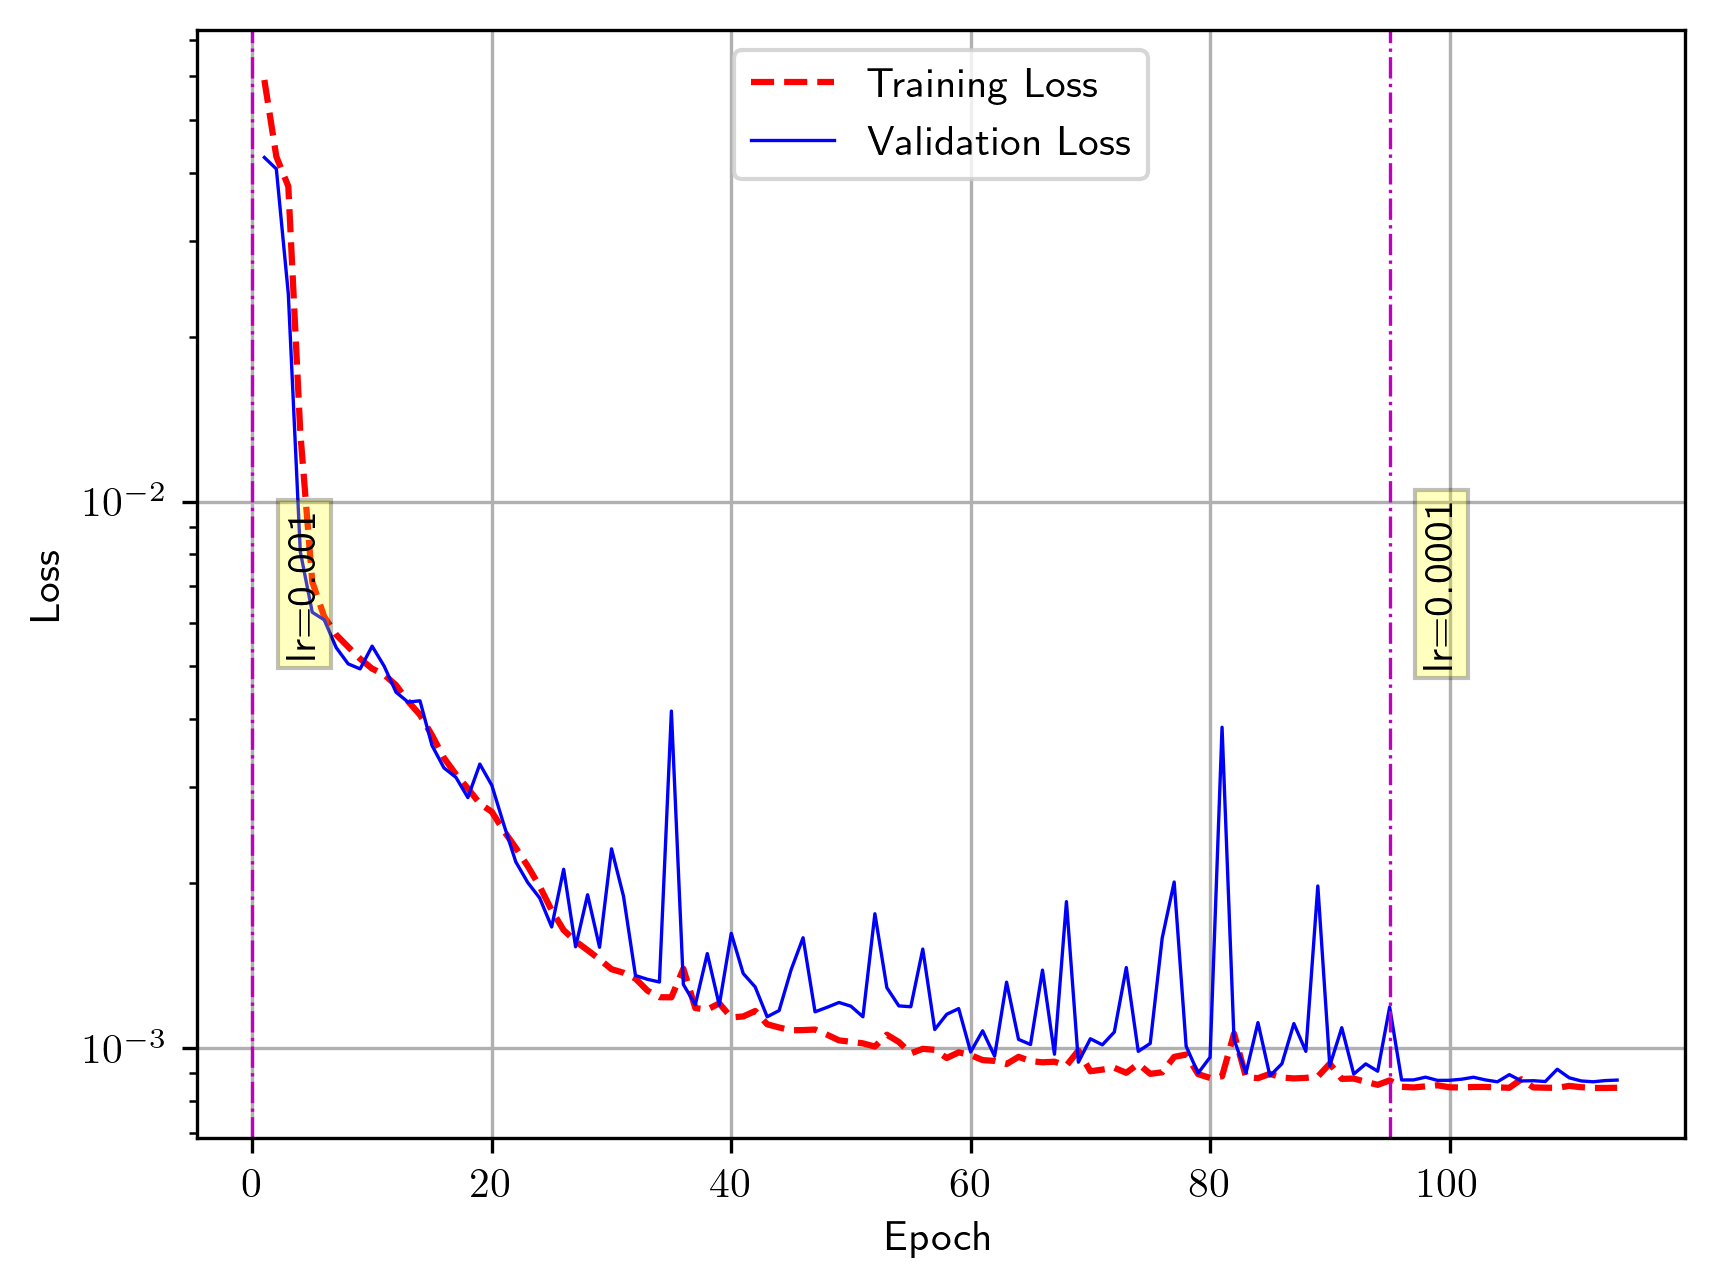 Training Loss
Validation Loss
10⁻²
10⁻³
Loss
lr=0.001
lr=0.0001
0
20
40
60
80
100
Epoch